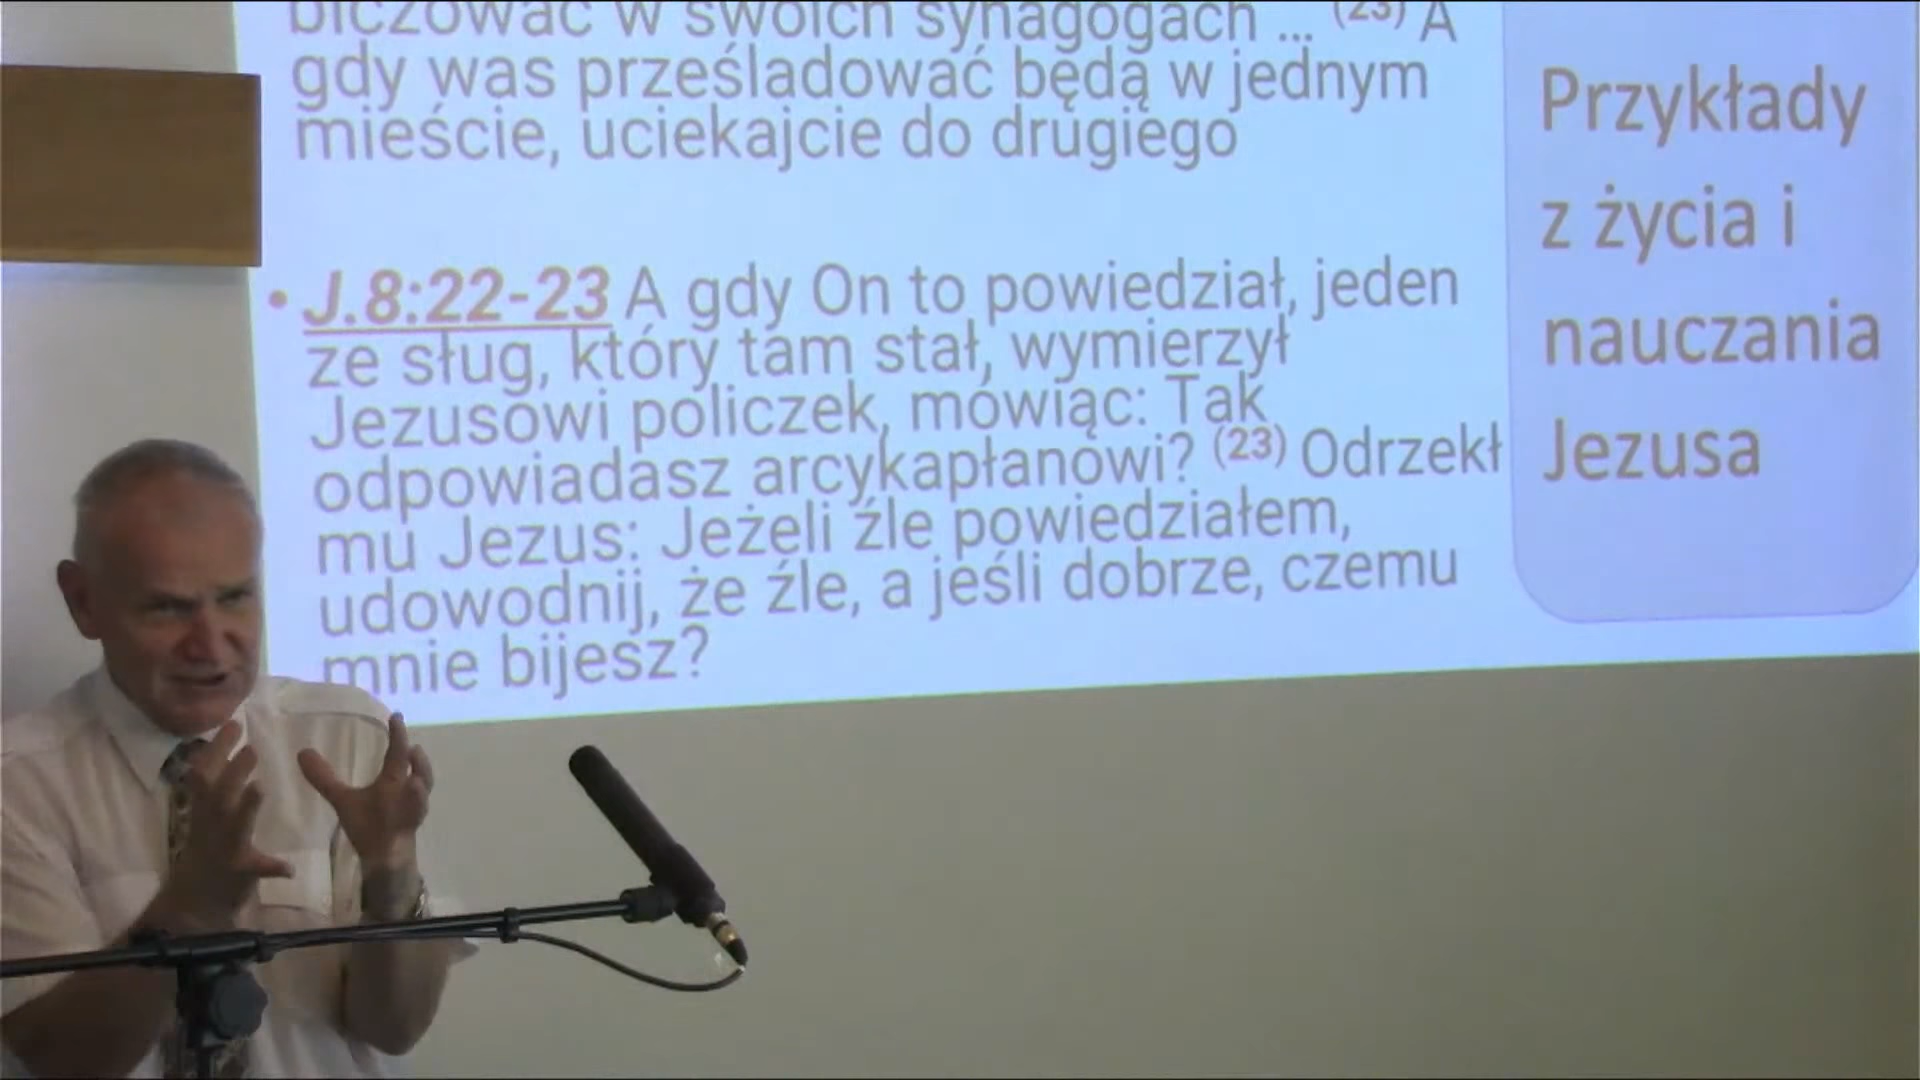 biczować w swoich synagogach ... (23) A
gdy was prześladować będą w jednym
mieście, uciekajcie do drugiego
• J.8:22-23 A gdy On to powiedział, jeden
ze sług, który tam stał, wymierzył
Jezusowi policzek, mówiąc: Tak
odpowiadasz arcykapłanowi? (23) Odrzekł
mu Jezus: Jeżeli źle powiedziałem,
udowodnij, że źle, a jeśli dobrze, czemu
mnie bijesz?
Przykłady
z życia i
nauczania
Jezusa